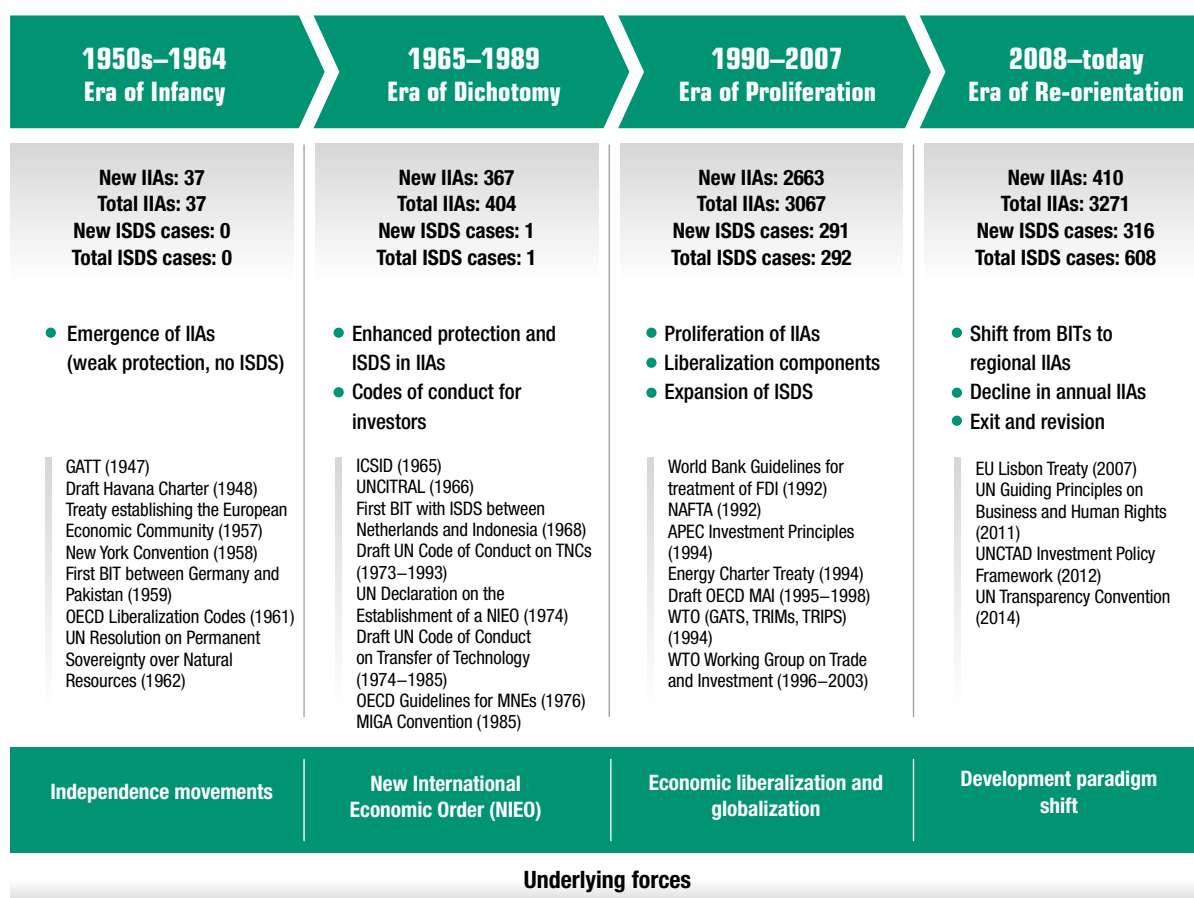 1950s–1964
Era of Infancy
1965–1989
Era of Dichotomy
1990–2007
Era of Proliferation
2008–today
Era of Re-orientation
New IIAs: 37
Total IIAs: 37
New ISDS cases: 0
Total ISDS cases: 0
New IIAs: 367
Total IIAs: 404
New ISDS cases: 1
Total ISDS cases: 1
New IIAs: 2663
Total IIAs: 3067
New ISDS cases: 291
Total ISDS cases: 292
New IIAs: 410
Total IIAs: 3271
New ISDS cases: 316
Total ISDS cases: 608
● Emergence of IIAs
(weak protection, no ISDS)
● Enhanced protection and
ISDS in IIAs
● Codes of conduct for
investors
● Proliferation of IIAs
● Liberalization components
● Expansion of ISDS
● Shift from BITs to
regional IIAs
● Decline in annual IIAs
● Exit and revision
GATT (1947)
Draft Havana Charter (1948)
Treaty establishing the European
Economic Community (1957)
New York Convention (1958)
First BIT between Germany and
Pakistan (1959)
OECD Liberalization Codes (1961)
UN Resolution on Permanent
Sovereignty over Natural
Resources (1962)
ICSID (1965)
UNCITRAL (1966)
First BIT with ISDS between
Netherlands and Indonesia (1968)
Draft UN Code of Conduct on TNCs
(1973–1993)
UN Declaration on the
Establishment of a NIEO (1974)
Draft UN Code of Conduct
on Transfer of Technology
(1974–1985)
OECD Guidelines for MNEs (1976)
MIGA Convention (1985)
World Bank Guidelines for
treatment of FDI (1992)
NAFTA (1992)
APEC Investment Principles
(1994)
Energy Charter Treaty (1994)
Draft OECD MAI (1995–1998)
WTO (GATS, TRIMs, TRIPS)
(1994)
WTO Working Group on Trade
and Investment (1996–2003)
EU Lisbon Treaty (2007)
UN Guiding Principles on
Business and Human Rights
(2011)
UNCTAD Investment Policy
Framework (2012)
UN Transparency Convention
(2014)
Independence movements
New International
Economic Order (NIEO)
Economic liberalization and
globalization
Development paradigm
shift
Underlying forces